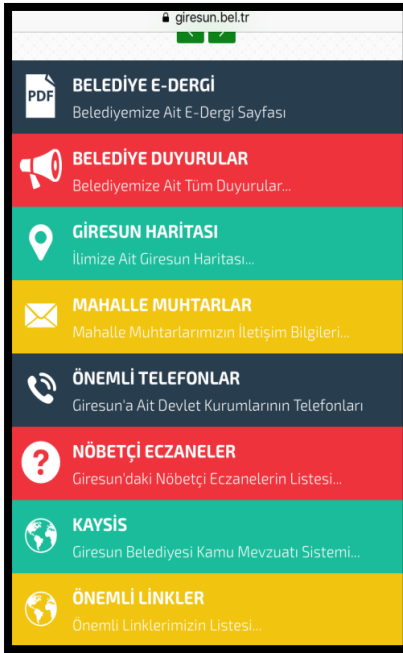 giresun.bel.tr
PDF
BELEDİYE E-DERGİ
Belediyemize Ait E-Dergi Sayfası
BELEDİYE DUYURULAR
Belediyemize Ait Tüm Duyurular...
GİRESUN HARİTASI
İlimize Ait Giresun Haritası...
MAHALLE MUHTARLAR
Mahalle Muhtarlarımızın İletişim Bilgileri...
ÖNEMLİ TELEFONLAR
Giresun'a Ait Devlet Kurumlarının Telefonları
?
NÖBETÇİ ECZANELER
Giresun'daki Nöbetçi Eczanelerin Listesi...
KAYSİS
Giresun Belediyesi Kamu Mevzuatı Sistemi...
ÖNEMLİ LİNKLER
Önemli Linklerimizin Listesi...